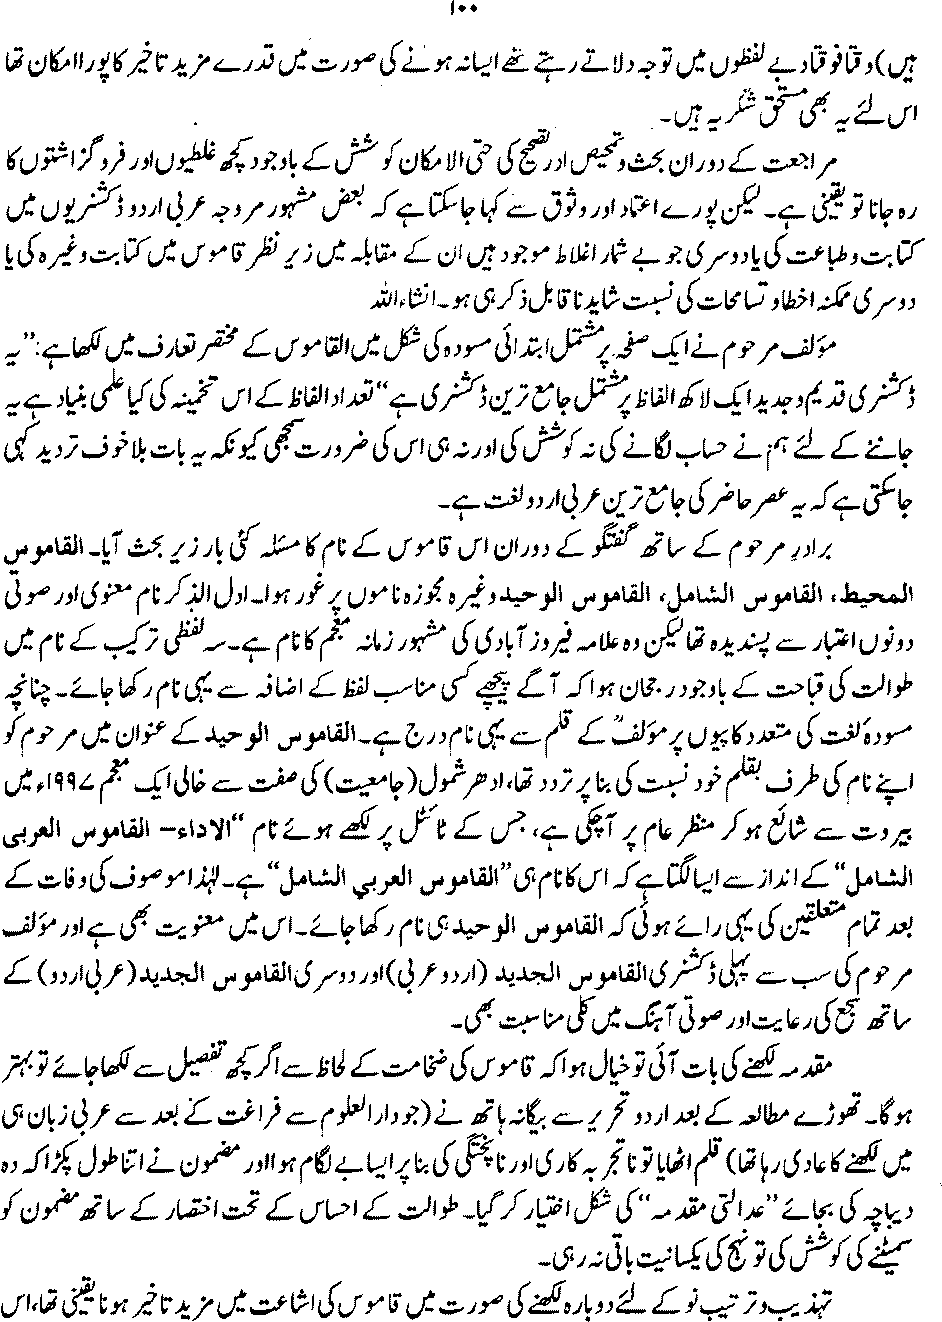 ۱۰۰
ہیں) وقتا فوقتا دبے لفظوں میں توجہ دلاتے رہتے تھے ایسا نہ ہونے کی صورت میں قدرے مزید تاخیر کا پورا امکان تھا
اس لئے یہ بھی مستحق شکریہ ہیں۔
مراجعت کے دوران بحث و تمحیص اور تصحیح کی حتی الامکان کوشش کے باوجود کچھ غلطیوں اور فروگزاشتوں کا
رہ جانا تو یقینی ہے۔ لیکن پورے اعتماد اور وثوق سے کہا جاسکتا ہے کہ بعض مشہور مروجہ عربی اردو ڈکشنریوں میں
کتابت و طباعت کی یا دوسری جو بے شمار اغلاط موجود ہیں ان کے مقابلہ میں زیر نظر قاموس میں کتابت وغیرہ کی یا
دوسری ممکنہ اخطاء و تسامحات کی نسبت شاید نا قابل ذکر ہی ہو۔ انشاء اللہ
مؤلف مرحوم نے ایک صفحہ پر مشتمل ابتدائی مسودہ کی شکل میں القاموس کے مختصر تعارف میں لکھا ہے: ”یہ
ڈکشنری قدیم و جدید ایک لاکھ الفاظ پر مشتمل جامع ترین ڈکشنری ہے“ تعداد الفاظ کے اس تخمینہ کی کیا علمی بنیاد ہے یہ
جاننے کے لئے ہم نے حساب لگانے کی نہ کوشش کی اور نہ ہی اس کی ضرورت سمجھی کیونکہ یہ بات بلا خوف تردید کہی
جاسکتی ہے کہ یہ عصر حاضر کی جامع ترین عربی اردو لغت ہے۔
برادر مرحوم کے ساتھ گفتگو کے دوران اس قاموس کے نام کا مسئلہ کئی بار زیر بحث آیا۔ القاموس
المحیط، القاموس الشامل، القاموس الوحید وغیرہ مجوزہ ناموں پر غور ہوا۔ اول الذکر نام معنوی اور صوتی
دونوں اعتبار سے پسندیدہ تھا لیکن وہ علامہ فیروز آبادی کی مشہور زمانہ معجم کا نام ہے۔ سہ لفظی ترکیب کے نام میں
طوالت کی قباحت کے باوجود رجحان ہوا کہ آگے پیچھے کسی مناسب لفظ کے اضافہ سے یہی نام رکھا جائے۔ چنانچہ
مسودۂ لغت کی متعدد کاپیوں پر مؤلفؒ کے قلم سے یہی نام درج ہے۔ القاموس الوحید کے عنوان میں مرحوم کو
اپنے نام کی طرف بقلم خود نسبت کی بنا پر تردد تھا، ادھر شمول (جامعیت) کی صفت سے خالی ایک معجم ۱۹۹۷ء میں
بیروت سے شائع ہوکر منظر عام پر آچکی ہے، جس کے ٹائٹل پر لکھے ہوئے نام ”الاداء– القاموس العربی
الشامل“ کے انداز سے ایسا لگتا ہے کہ اس کا نام ہی ”القاموس العربی الشامل“ ہے۔ لہٰذا موصوف کی وفات کے
بعد تمام متعلقین کی یہی رائے ہوئی کہ القاموس الوحید ہی نام رکھا جائے۔ اس میں معنویت بھی ہے اور مؤلف
مرحوم کی سب سے پہلی ڈکشنری القاموس الجدید (اردو عربی) اور دوسری القاموس الجدید (عربی اردو) کے
ساتھ سجع کی رعایت اور صوتی آہنگ میں کلی مناسبت بھی۔
مقدمہ لکھنے کی بات آئی تو خیال ہوا کہ قاموس کی ضخامت کے لحاظ سے اگر کچھ تفصیل سے لکھا جائے تو بہتر
ہوگا۔ تھوڑے مطالعہ کے بعد اردو تحریر سے بیگانہ ہاتھ نے (جو دار العلوم سے فراغت کے بعد سے عربی زبان ہی
میں لکھنے کا عادی رہا تھا) قلم اٹھایا تو ناتجربہ کاری اور ناپختگی کی بنا پر ایسا بے لگام ہوا اور مضمون نے اتنا طول پکڑا کہ وہ
دیباچہ کی بجائے ”عدالتی مقدمہ“ کی شکل اختیار کر گیا۔ طوالت کے احساس کے تحت اختصار کے ساتھ مضمون کو
سمیٹنے کی کوشش کی تو نہج کی یکسانیت باقی نہ رہی۔
تہذیب و ترتیب نو کے لئے دوبارہ لکھنے کی صورت میں قاموس کی اشاعت میں مزید تاخیر ہونا یقینی تھا، اس